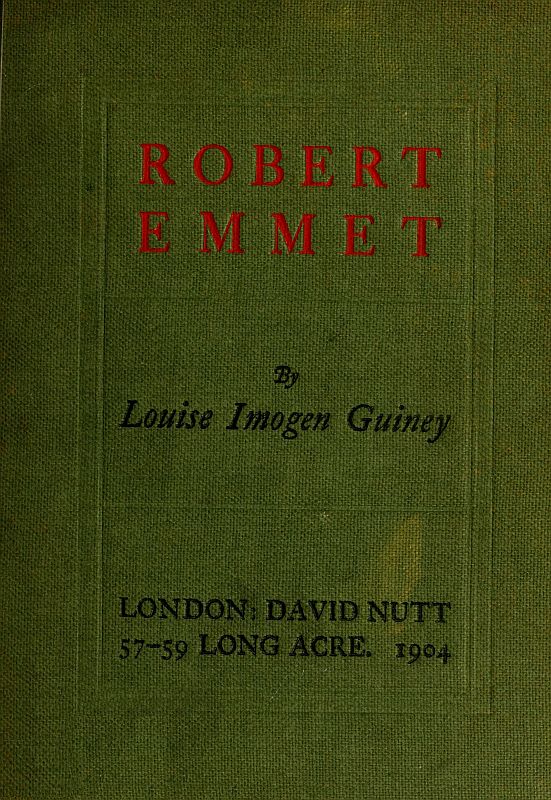 ROBERT
EMMET
By
Louise Imogen Guiney
LONDON: DAVID NUTT
57–59 LONG ACRE. 1904